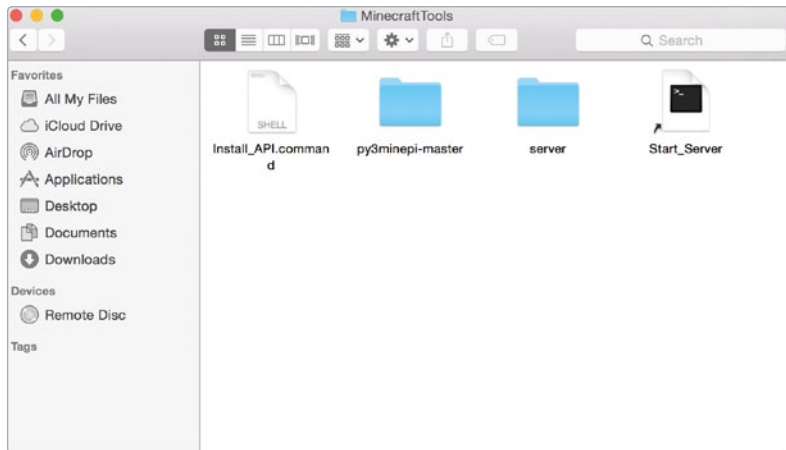 MinecraftTools
Search
Favorites
All My Files
iCloud Drive
AirDrop
Applications
Desktop
Documents
Downloads
Devices
Remote Disc
Tags
SHELL
Install_API.comman
d
py3minepi-master
server
Start_Server